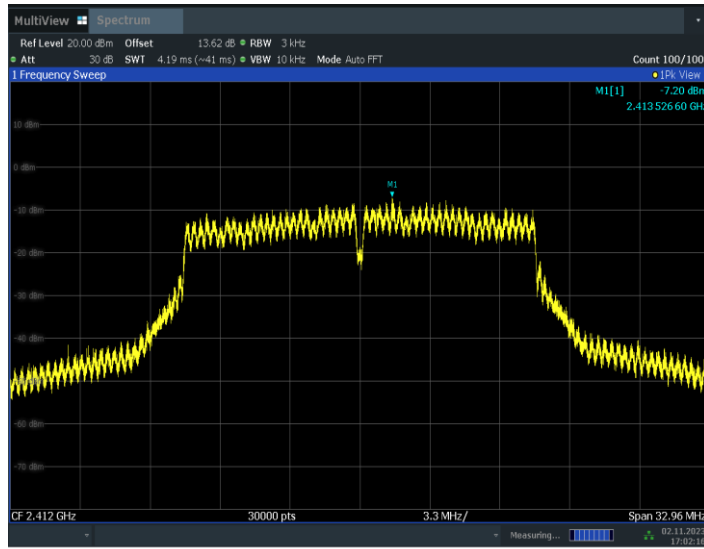 MultiView Spectrum
Ref Level 20.00 dBm Offset 13.62 dB RBW 3 kHz
Att 30 dB SWT 4.19 ms (~41 ms) VBW 10 kHz Mode Auto FFT Count 100/100
1 Frequency Sweep 1Pk View
M1[1] -7.20 dBm
2.413 526 60 GHz
10 dBm
0 dBm
M1
-10 dBm
-20 dBm
-30 dBm
-40 dBm
-60 dBm
-70 dBm
CF 2.412 GHz 30000 pts 3.3 MHz/ Span 32.96 MHz
Measuring... 02.11.2023
17:02:16